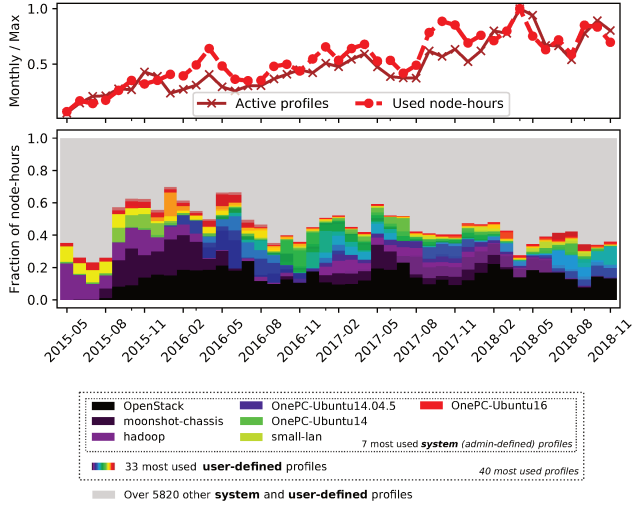 Monthly / Max
1.0
0.5
Active profiles
Used node-hours
Fraction of node-hours
1.0
0.8
0.6
0.4
0.2
0.0
2015-05
2015-08
2015-11
2016-02
2016-05
2016-08
2016-11
2017-02
2017-05
2017-08
2017-11
2018-02
2018-05
2018-08
2018-11
OpenStack OnePC-Ubuntu14.04.5 OnePC-Ubuntu16
moonshot-chassis OnePC-Ubuntu14
hadoop small-lan
7 most used system (admin-defined) profiles
33 most used user-defined profiles
40 most used profiles
Over 5820 other system and user-defined profiles